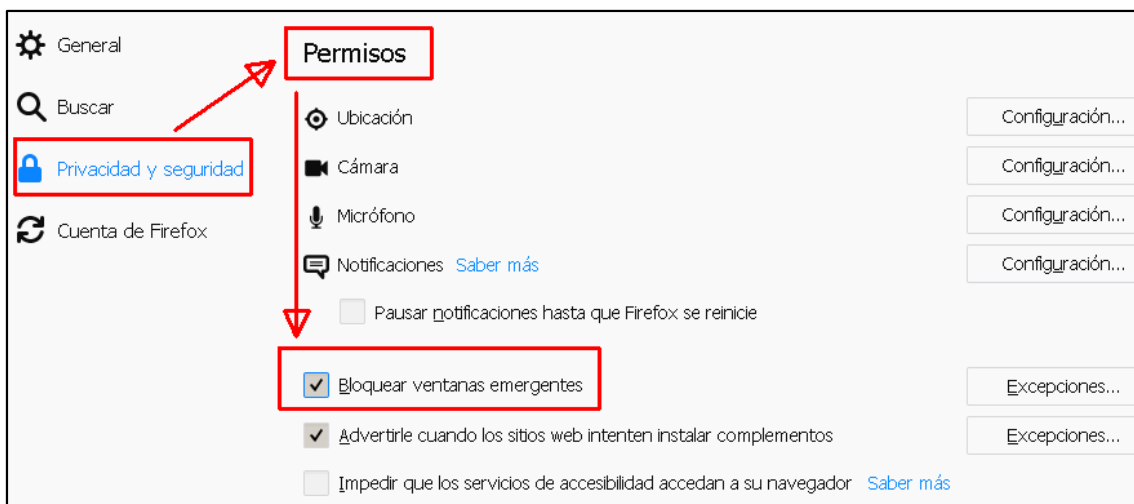 General
Buscar
Privacidad y seguridad
Cuenta de Firefox
Permisos
Ubicación Configuración...
Cámara Configuración...
Micrófono Configuración...
Notificaciones Saber más Configuración...
Pausar notificaciones hasta que Firefox se reinicie
Bloquear ventanas emergentes Excepciones...
Advertirle cuando los sitios web intenten instalar complementos Excepciones...
Impedir que los servicios de accesibilidad accedan a su navegador Saber más